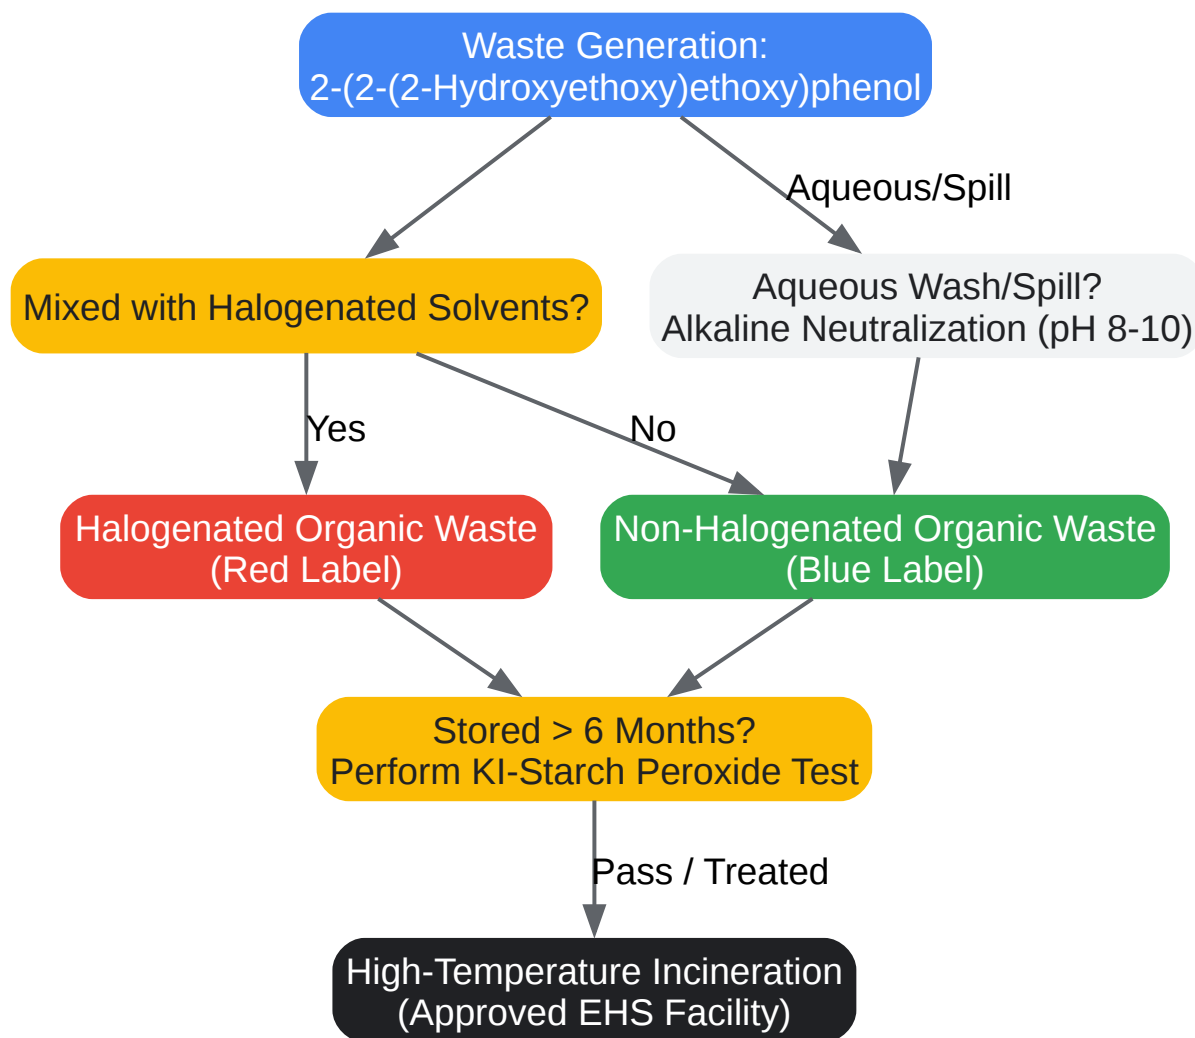 Waste Generation:
2-(2-(2-Hydroxyethoxy)ethoxy)phenol
Aqueous/Spill
Mixed with Halogenated Solvents?
Aqueous Wash/Spill?
Alkaline Neutralization (pH 8-10)
Yes
No
Halogenated Organic Waste
(Red Label)
Non-Halogenated Organic Waste
(Blue Label)
Stored > 6 Months?
Perform KI-Starch Peroxide Test
Pass / Treated
High-Temperature Incineration
(Approved EHS Facility)